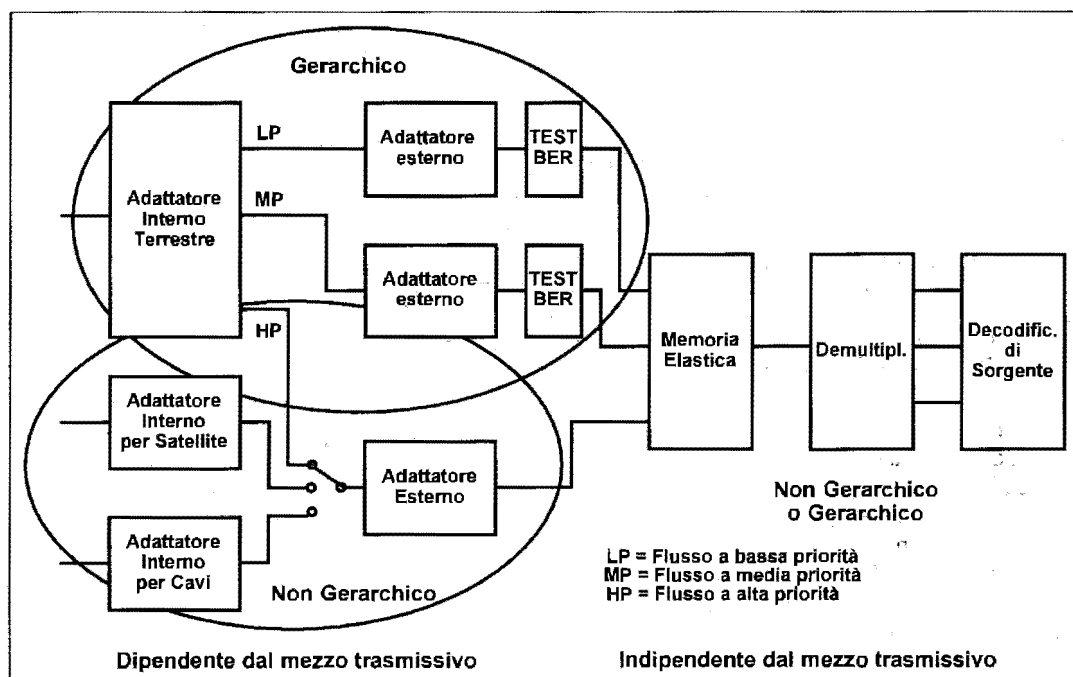 Gerarchico
LP
Adattatore
esterno
TEST
BER
Adattatore
Interno
Terrestre
MP
Adattatore
esterno
TEST
BER
HP
Memoria
Elastica
Demultipl.
Decodific.
di
Sorgente
Adattatore
Interno
per Satellite
Adattatore
Esterno
Adattatore
Interno
per Cavi
Non Gerarchico
Non Gerarchico
o Gerarchico
LP = Flusso a bassa priorità
MP = Flusso a media priorità
HP = Flusso a alta priorità
Dipendente dal mezzo trasmissivo
Indipendente dal mezzo trasmissivo